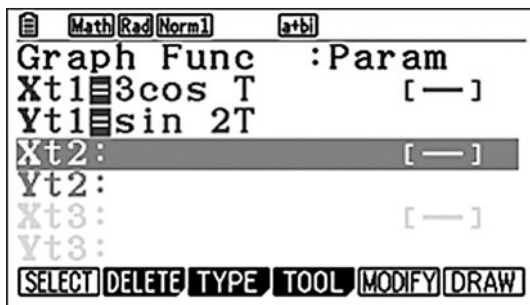 Math Rad Norm1 a+bi
Graph Func :Param
Xt1=3cos T [—]
Yt1=sin 2T
Xt2: [—]
Yt2:
Xt3: [—]
Yt3:
SELECT DELETE TYPE TOOL MODIFY DRAW